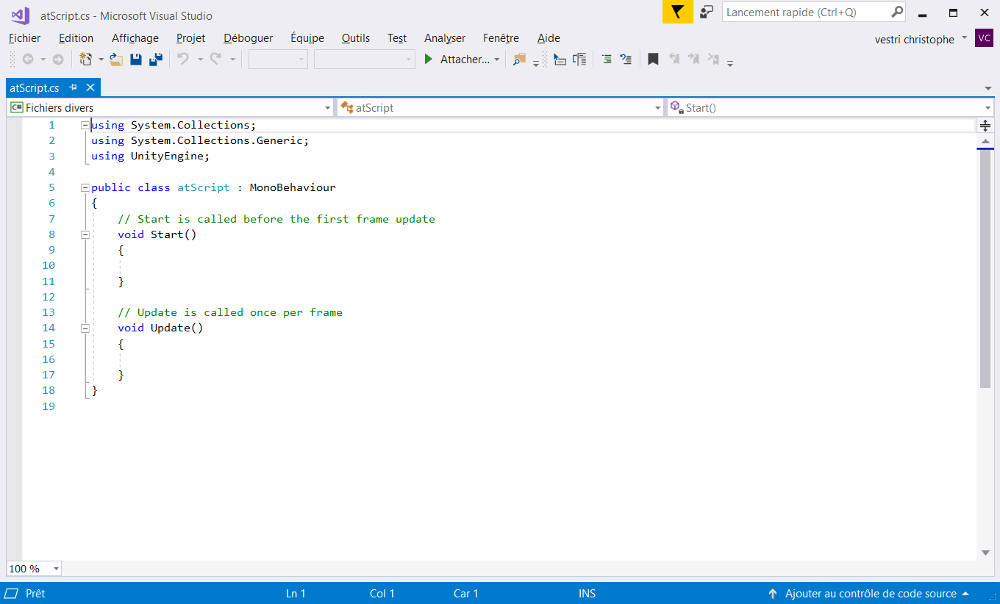 atScript.cs - Microsoft Visual Studio
Lancement rapide (Ctrl+Q)
Fichier Edition Affichage Projet Déboguer Équipe Outils Test Analyser Fenêtre Aide
vestri christophe VC
Attacher...
atScript.cs
C# Fichiers divers atScript Start()
1 using System.Collections;
2 using System.Collections.Generic;
3 using UnityEngine;
4
5 public class atScript : MonoBehaviour
6 {
7 // Start is called before the first frame update
8 void Start()
9 {
10
11 }
12
13 // Update is called once per frame
14 void Update()
15 {
16
17 }
18 }
19
100 %
Prêt Ln 1 Col 1 Car 1 INS Ajouter au contrôle de code source